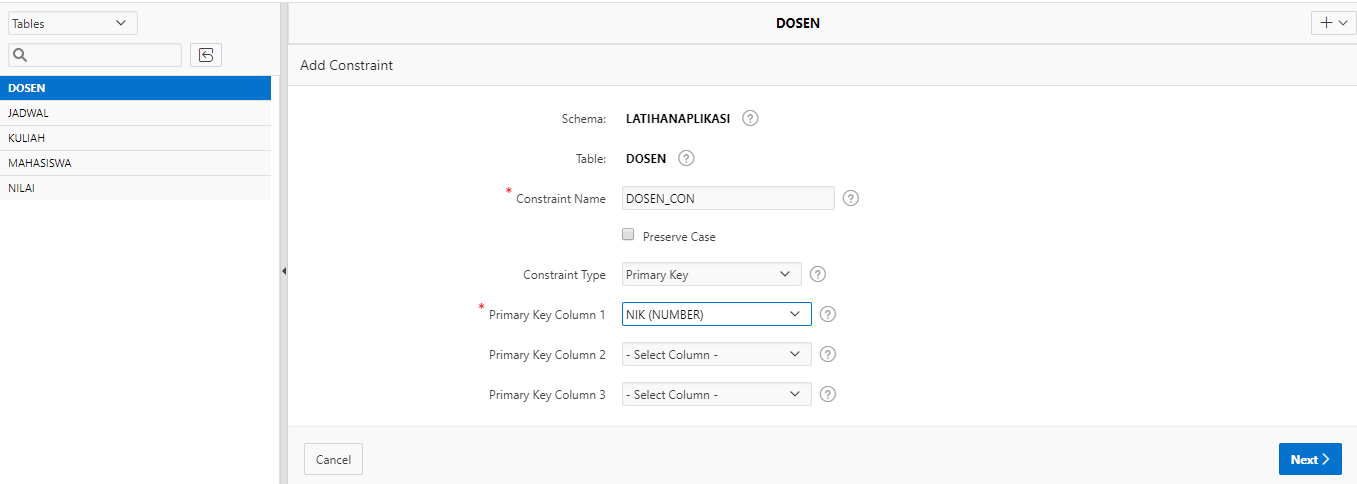 Tables
DOSEN
JADWAL
KULIAH
MAHASISWA
NILAI
DOSEN
Add Constraint
Schema: LATIHANAPLIKASI ?
Table: DOSEN ?
* Constraint Name DOSEN_CON ?
Preserve Case
Constraint Type Primary Key ?
* Primary Key Column 1 NIK (NUMBER) ?
Primary Key Column 2 - Select Column - ?
Primary Key Column 3 - Select Column - ?
Cancel Next